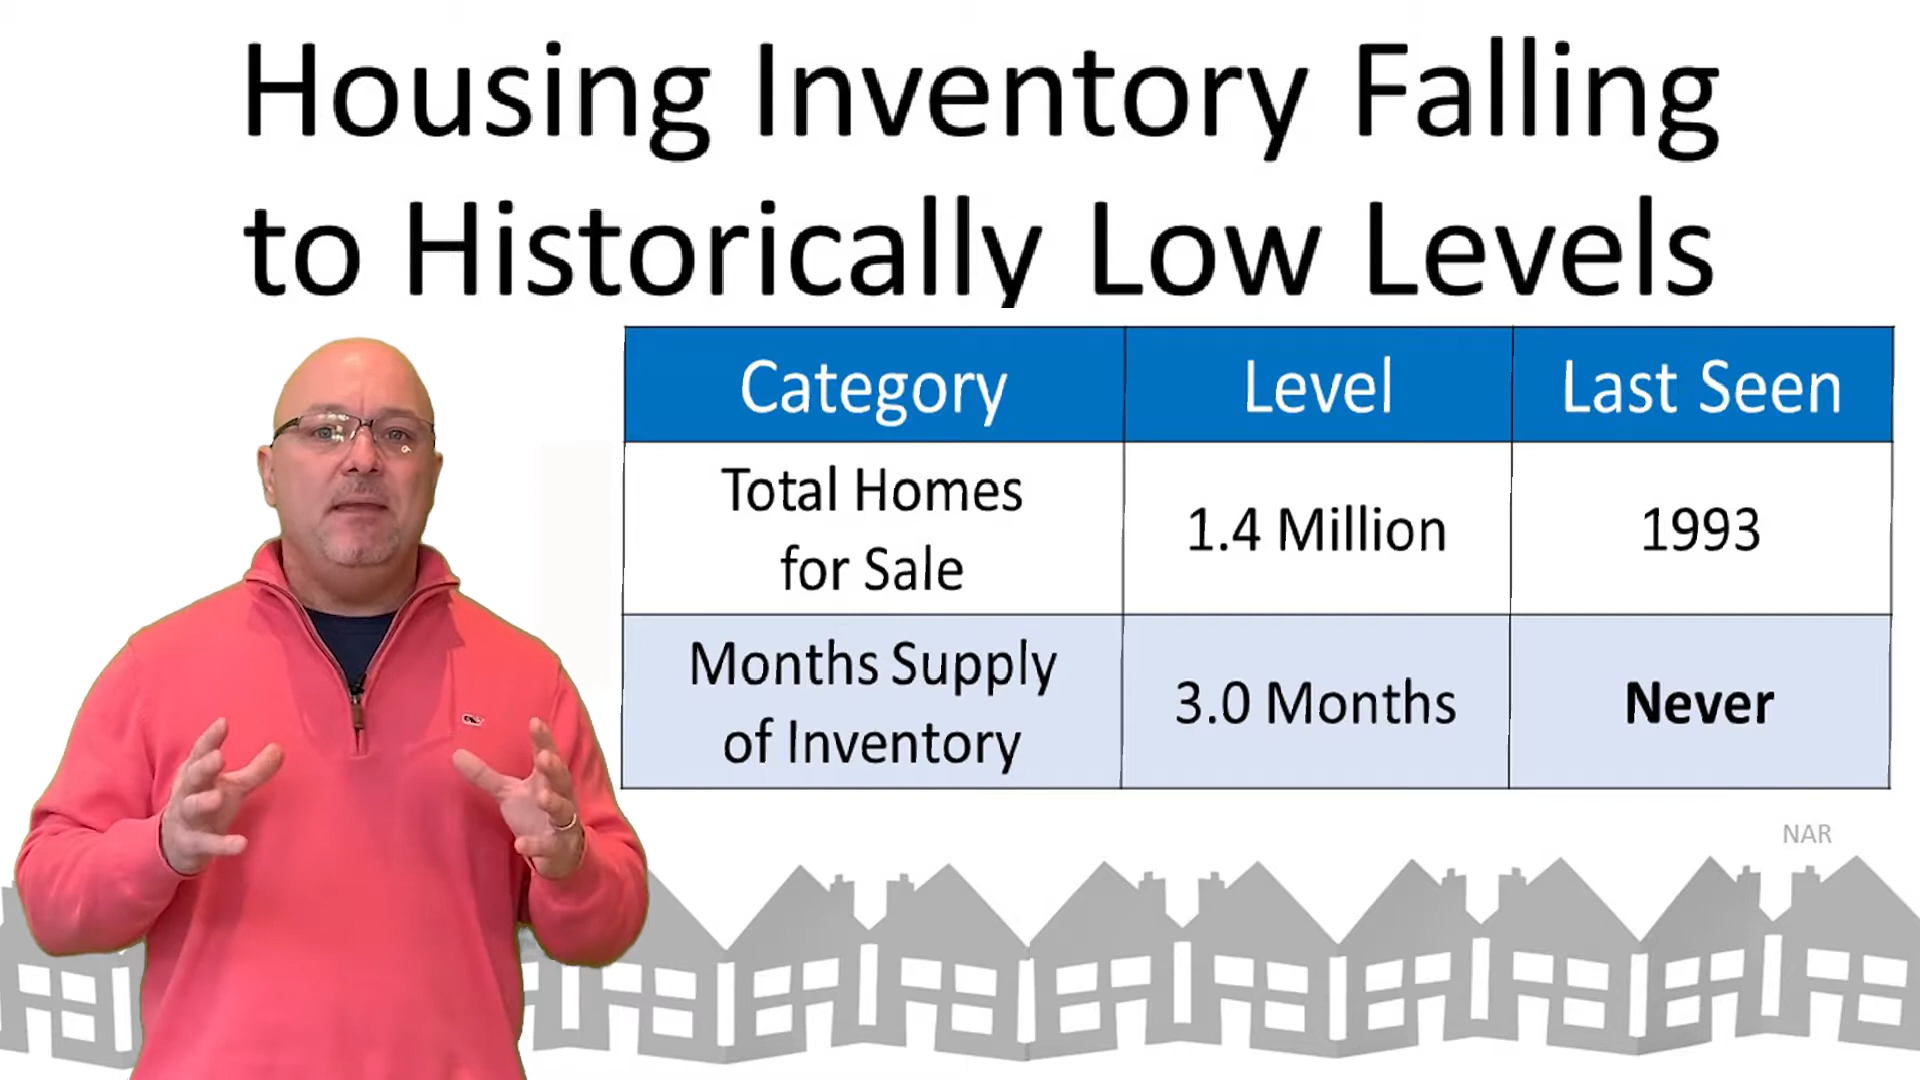 Housing Inventory Falling
to Historically Low Levels
Category Level Last Seen
Total Homes
for Sale
1.4 Million
1993
Months Supply
of Inventory
3.0 Months
Never
NAR